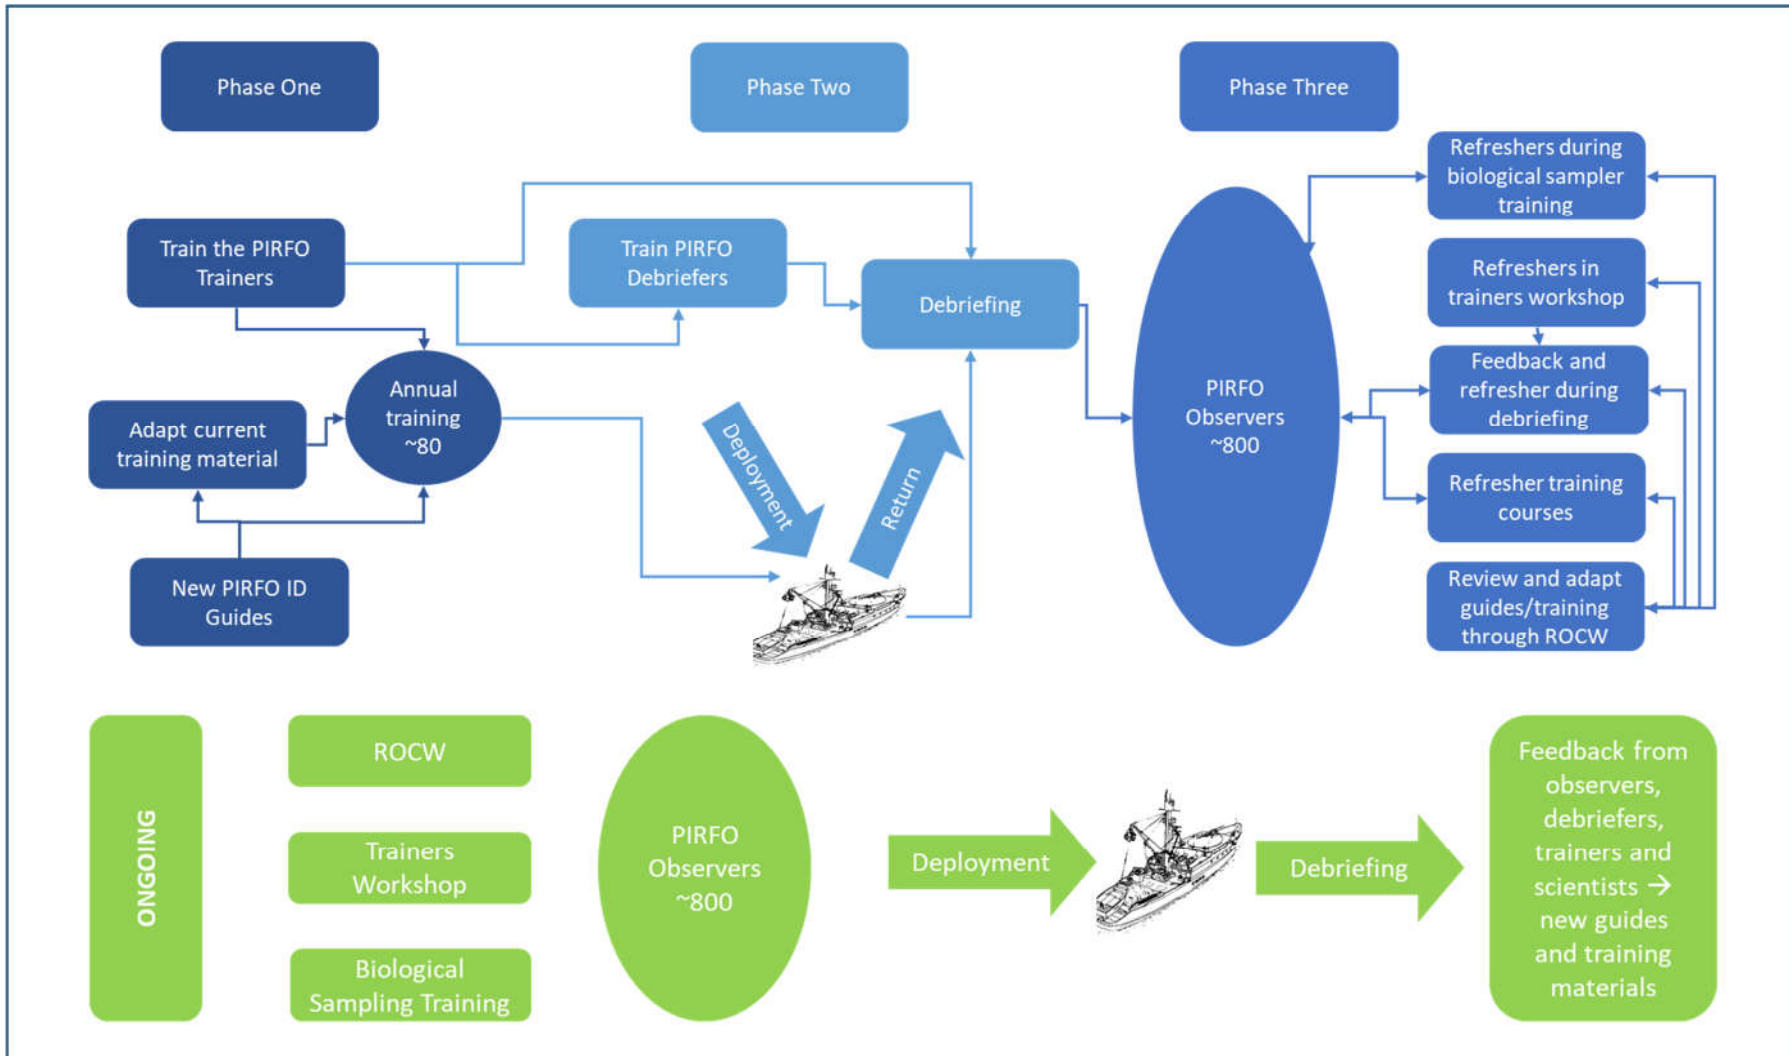 Phase One
Phase Two
Phase Three
Train the PIRFO
Trainers
Adapt current
training material
New PIRFO ID
Guides
Annual
training
~80
Train PIRFO
Debriefers
Debriefing
Deployment
Return
PIRFO
Observers
~800
Refreshers during
biological sampler
training
Refreshers in
trainers workshop
Feedback and
refresher during
debriefing
Refresher training
courses
Review and adapt
guides/training
through ROCW
ONGOING
ROCW
Trainers
Workshop
Biological
Sampling Training
PIRFO
Observers
~800
Deployment
Debriefing
Feedback from
observers,
debriefers,
trainers and
scientists →
new guides
and training
materials